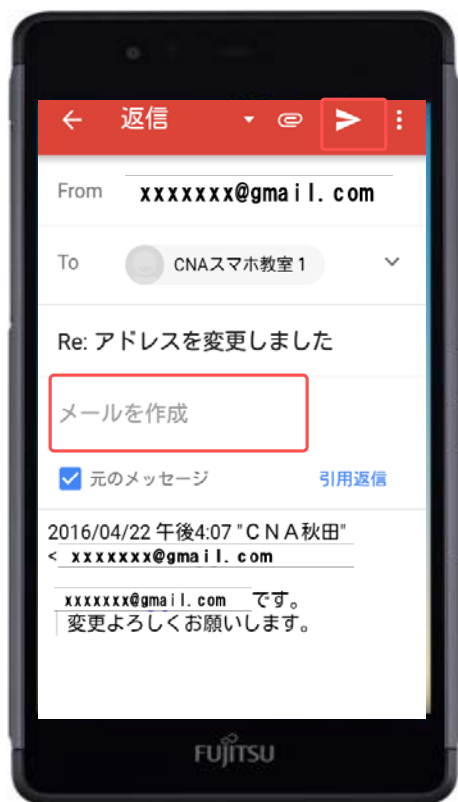 返信
From xxxxxxx@gmail.com
To CNAスマホ教室1
Re: アドレスを変更しました
メールを作成
元のメッセージ 引用返信
2016/04/22 午後4:07 "ＣＮＡ秋田"
< xxxxxxx@gmail.com
xxxxxxx@gmail.com です。
変更よろしくお願いします。
FUJITSU